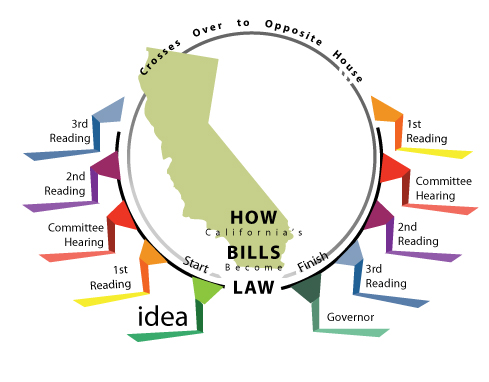 Crosses Over to Opposite House
3rd
Reading
2nd
Reading
Committee
Hearing
1st
Reading
idea
Start
HOW
California's
BILLS
Become
LAW
Finish
1st
Reading
Committee
Hearing
2nd
Reading
3rd
Reading
Governor